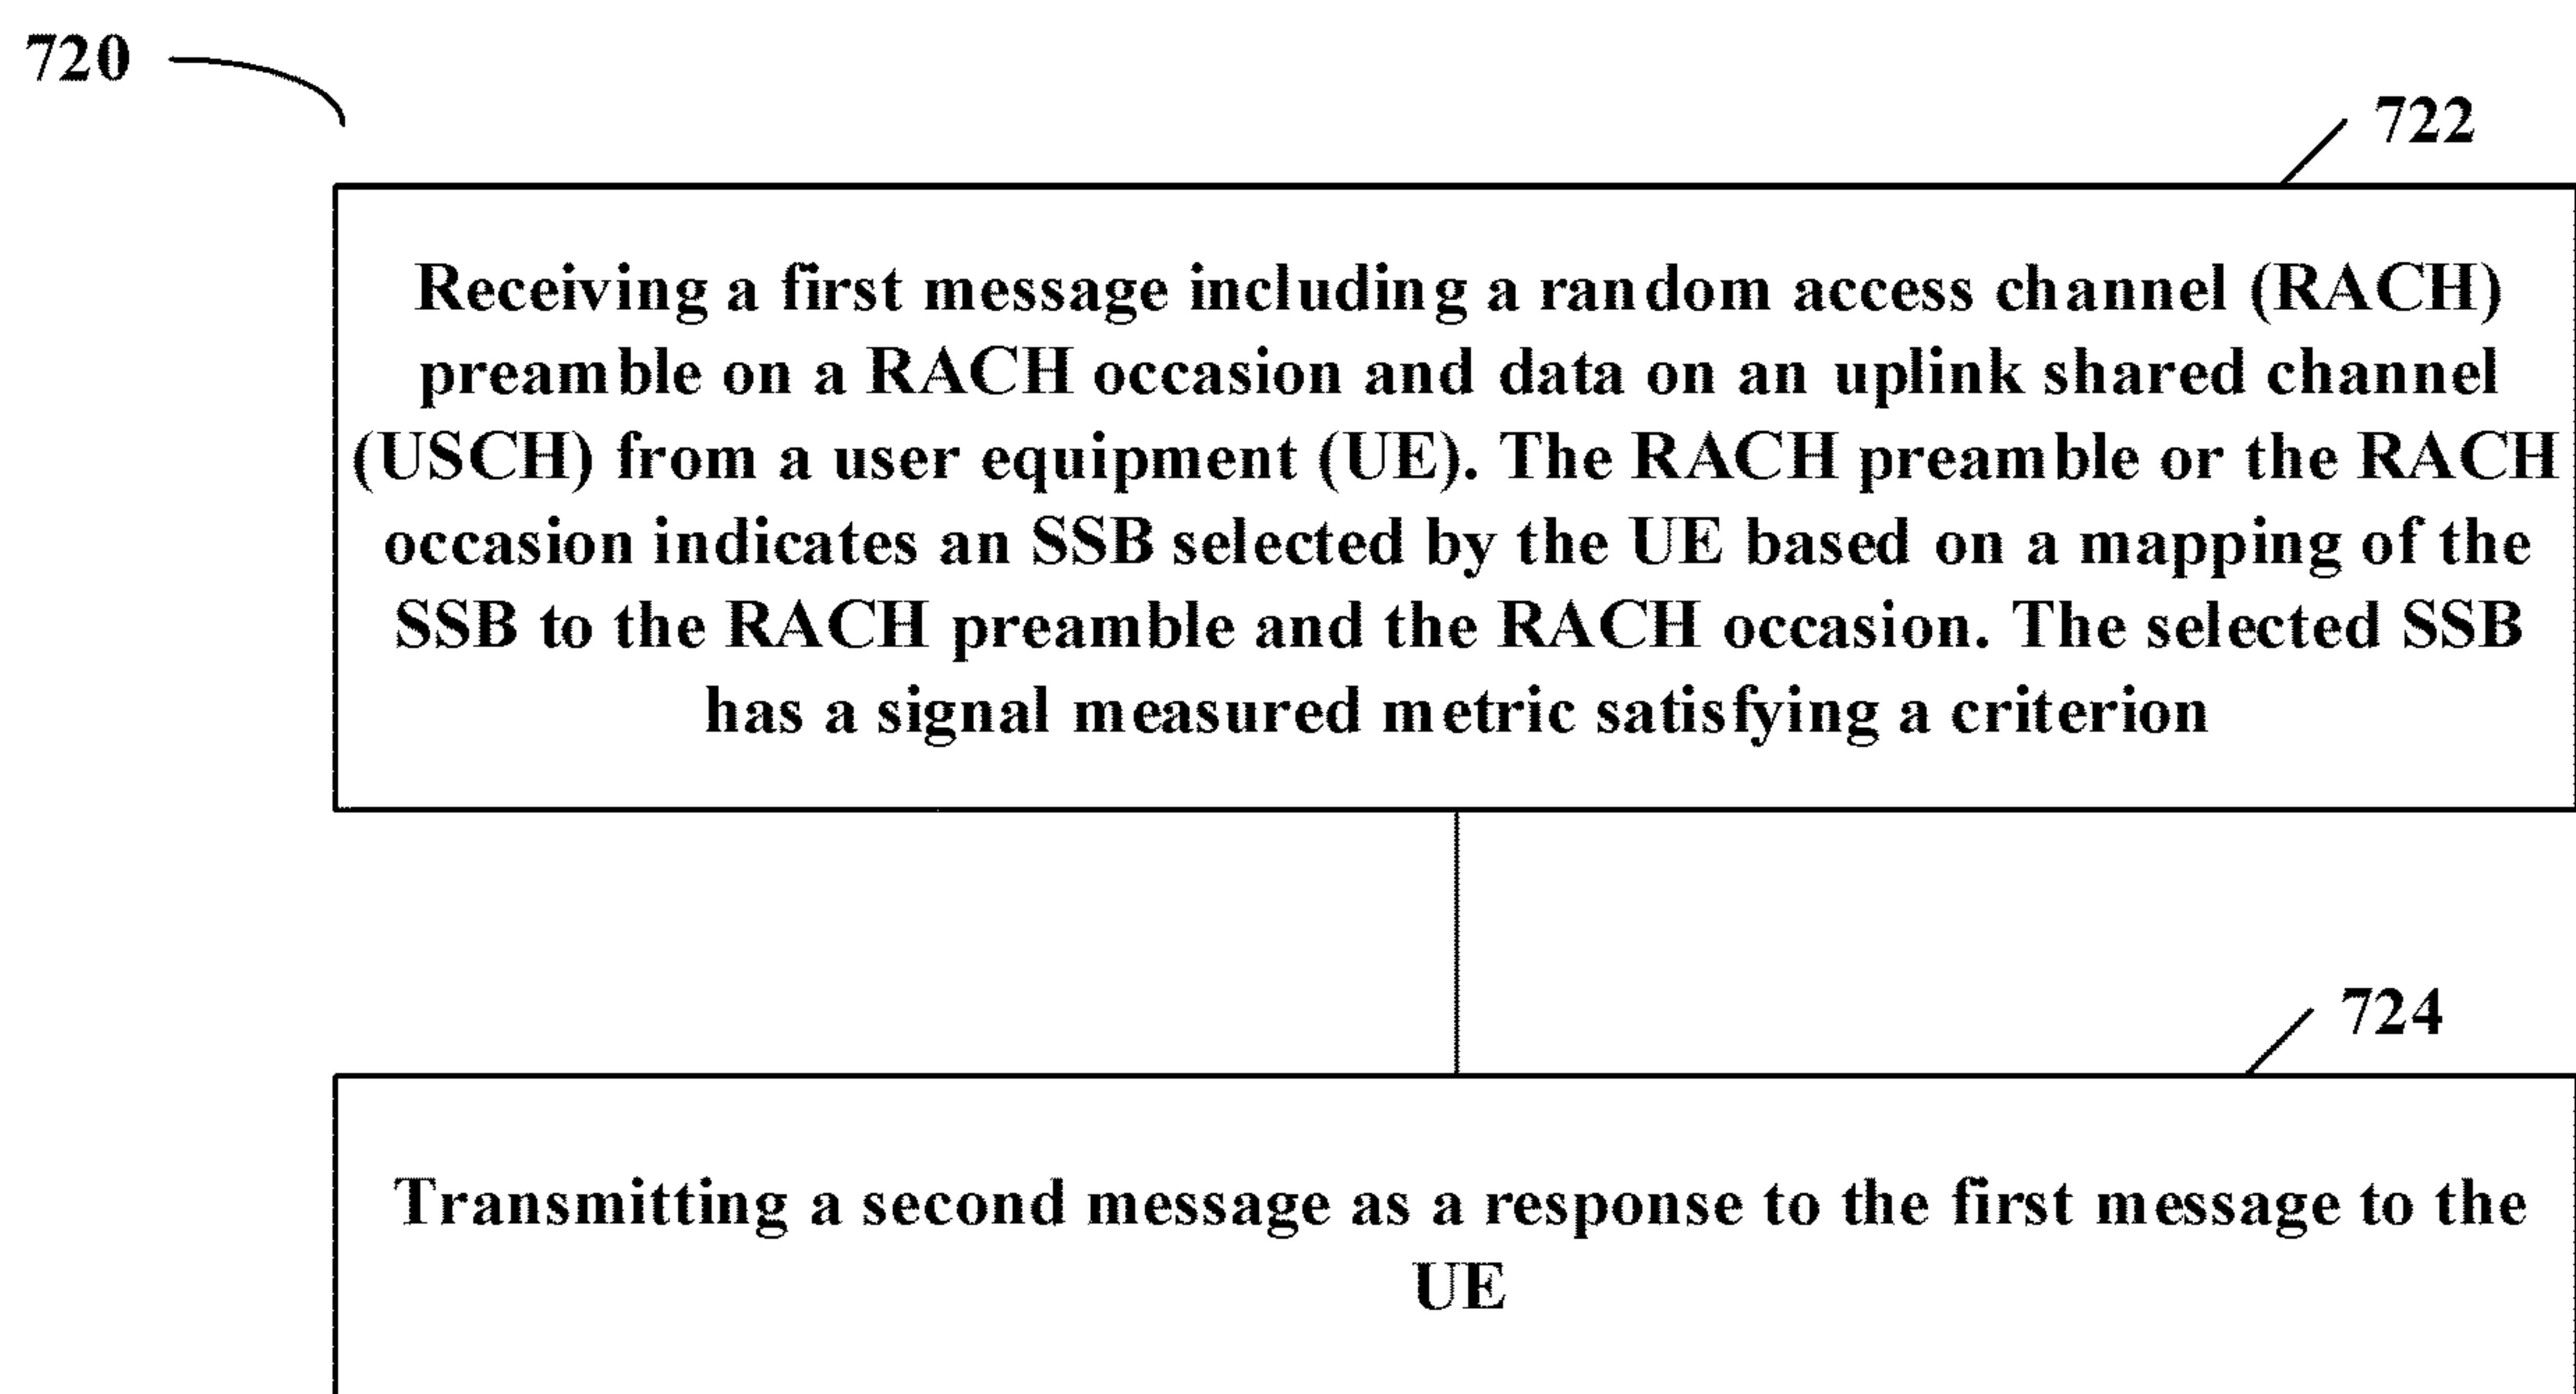 720
722
Receiving a first message including a random access channel (RACH)
preamble on a RACH occasion and data on an uplink shared channel
(USCH) from a user equipment (UE). The RACH preamble or the RACH
occasion indicates an SSB selected by the UE based on a mapping of the
SSB to the RACH preamble and the RACH occasion. The selected SSB
has a signal measured metric satisfying a criterion
724
Transmitting a second message as a response to the first message to the
UE